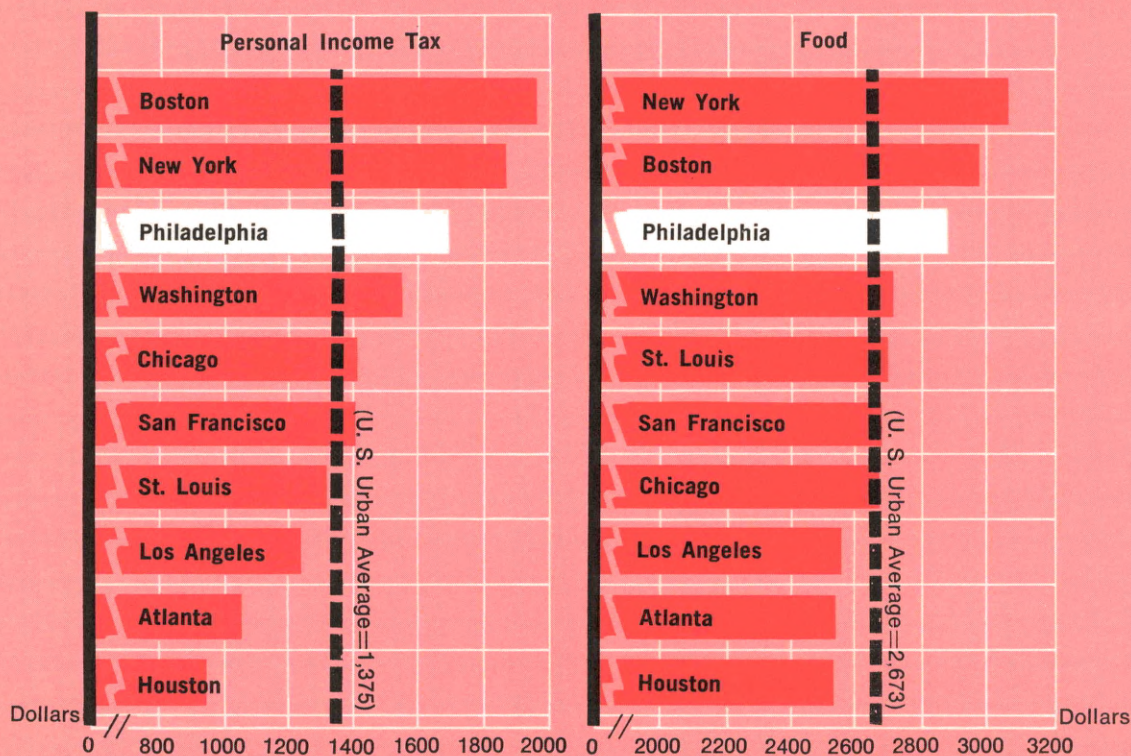 Personal Income Tax
Boston
New York
Philadelphia
Washington
Chicago
San Francisco
St. Louis
Los Angeles
Atlanta
Houston
(U. S. Urban Average=1,375)
Dollars
0 // 800 1000 1200 1400 1600 1800 2000
Food
New York
Boston
Philadelphia
Washington
St. Louis
San Francisco
Chicago
Los Angeles
Atlanta
Houston
(U. S. Urban Average=2,673)
0 // 2000 2200 2400 2600 2800 3000 3200
Dollars